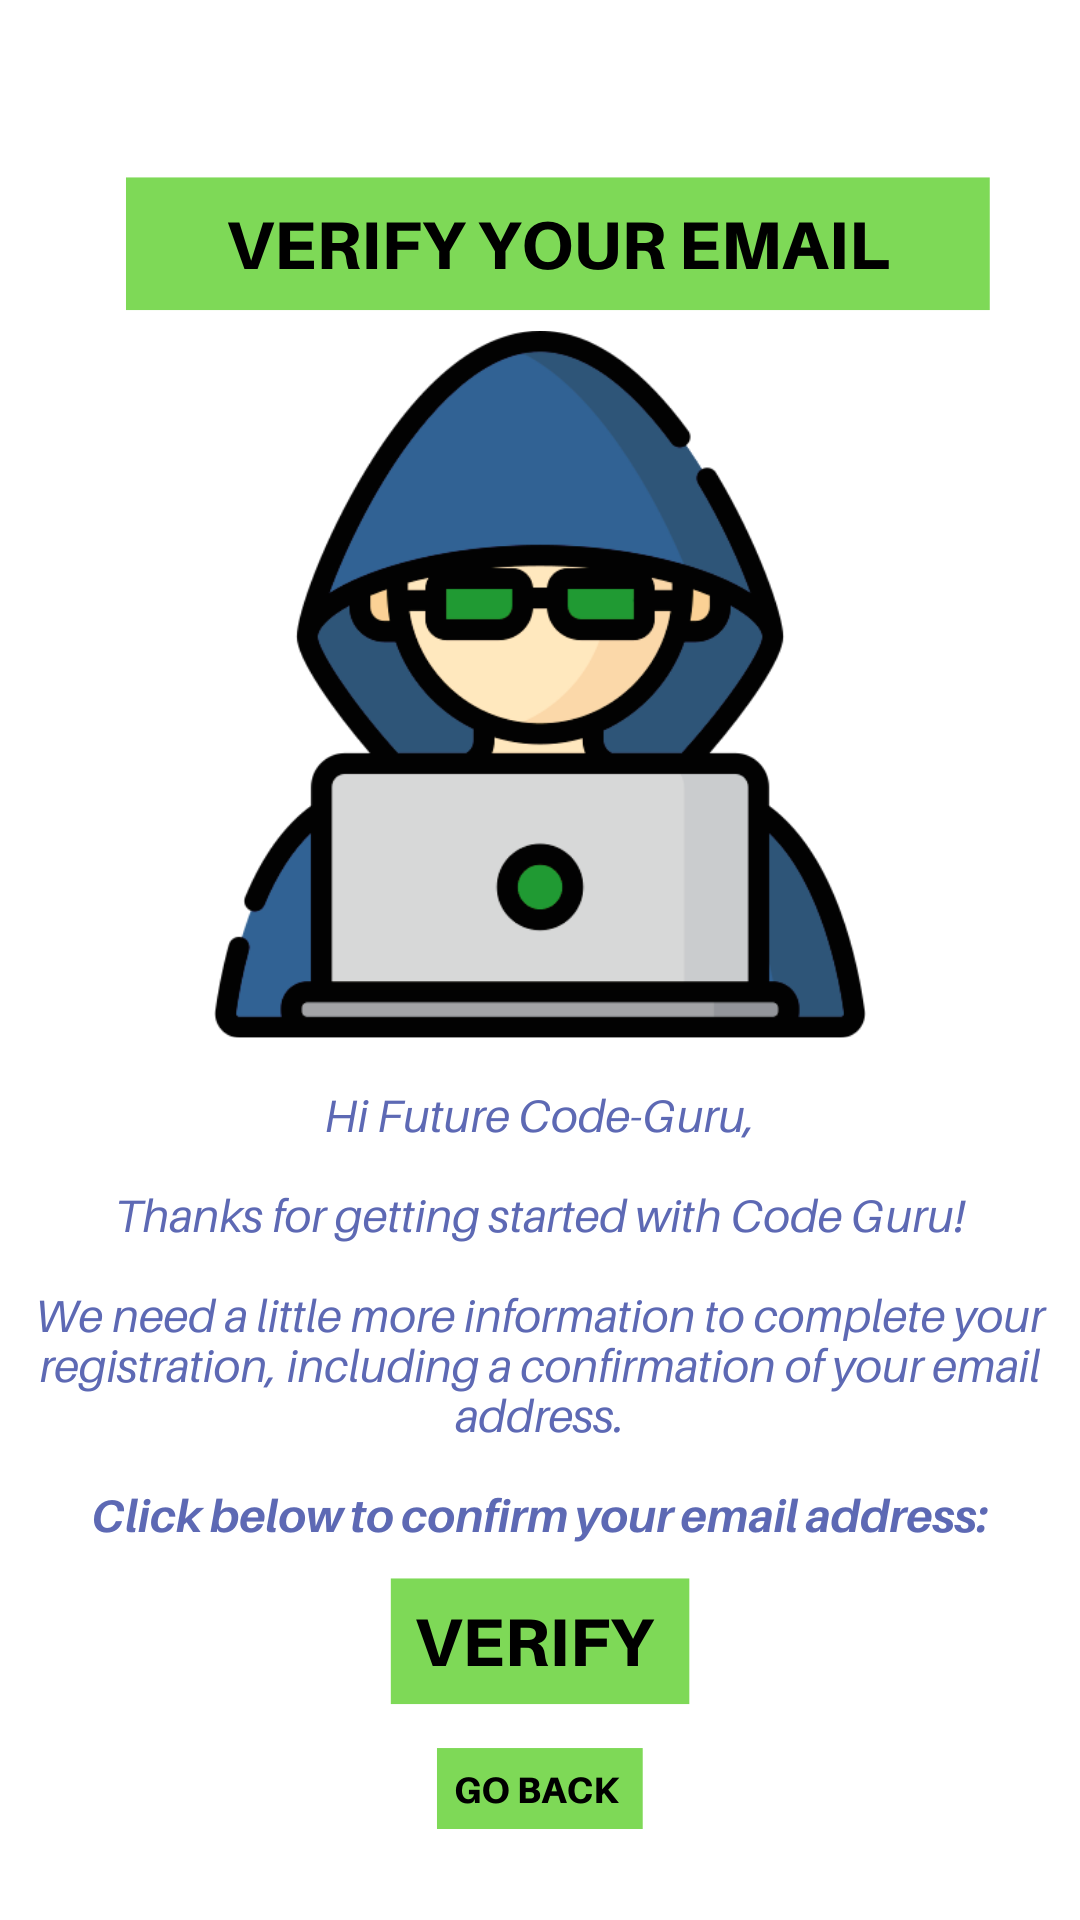 VERIFY YOUR EMAIL
Hi Future Code-Guru,
Thanks for getting started with Code Guru!
We need a little more information to complete your
registration, including a confirmation of your email
address.
Click below to confirm your email address:
VERIFY
GO BACK